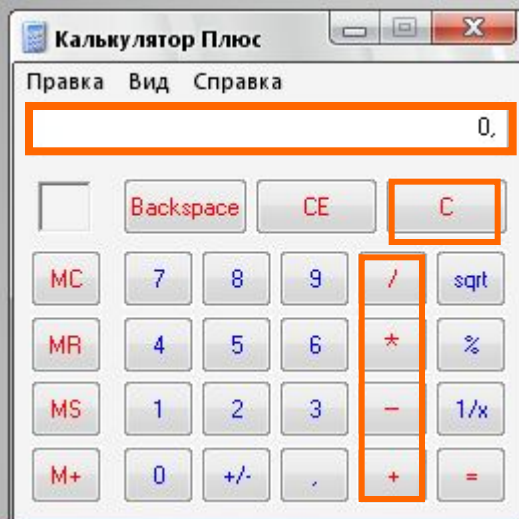 Калькулятор Плюс
Правка Вид Справка
0,
Backspace CE C
MC 7 8 9 / sqrt
MR 4 5 6 * %
MS 1 2 3 - 1/x
M+ 0 +/- , + =